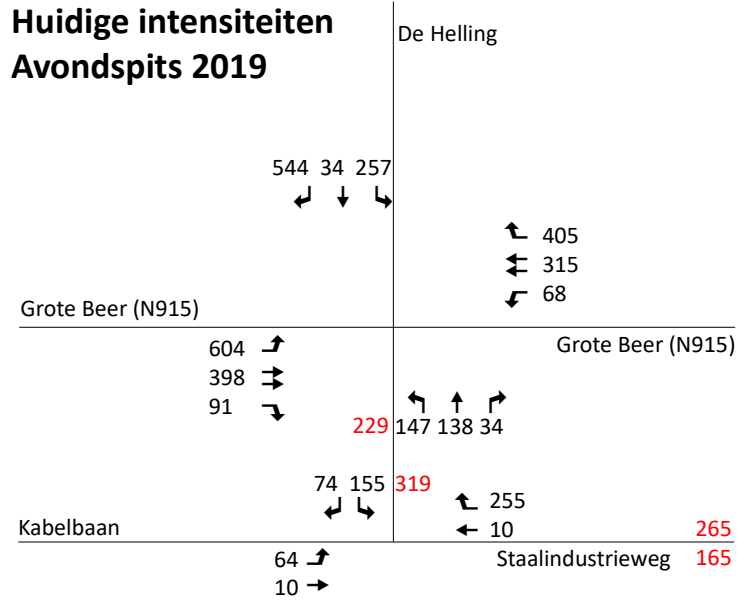 Huidige intensiteiten
Avondspits 2019
De Helling
544 34 257
405
315
68
Grote Beer (N915)
Grote Beer (N915)
604
398
91
229 147 138 34
74 155 319
255
10
Kabelbaan
265
Staalindustrieweg 165
64
10